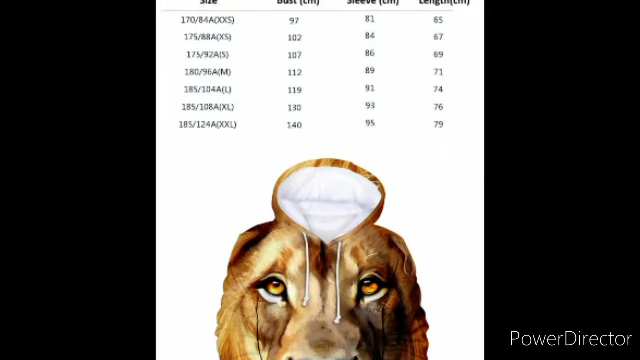 Size Bust (cm) Sleeve (cm) Length(cm)
170/84A(XXS) 97 81 65
175/88A(XS) 102 84 67
175/92A(S) 107 86 69
180/96A(M) 112 89 71
185/104A(L) 119 91 74
185/108A(XL) 130 93 76
185/124A(XXL) 140 95 79
PowerDirector